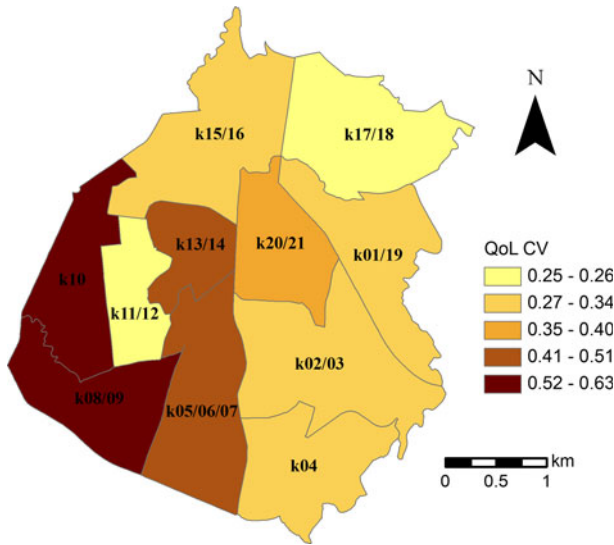 N
k15/16
k17/18
k10
k13/14
k20/21
k01/19
k11/12
k02/03
k08/09
k05/06/07
k04
QoL CV
0.25 - 0.26
0.27 - 0.34
0.35 - 0.40
0.41 - 0.51
0.52 - 0.63
km
0 0.5 1